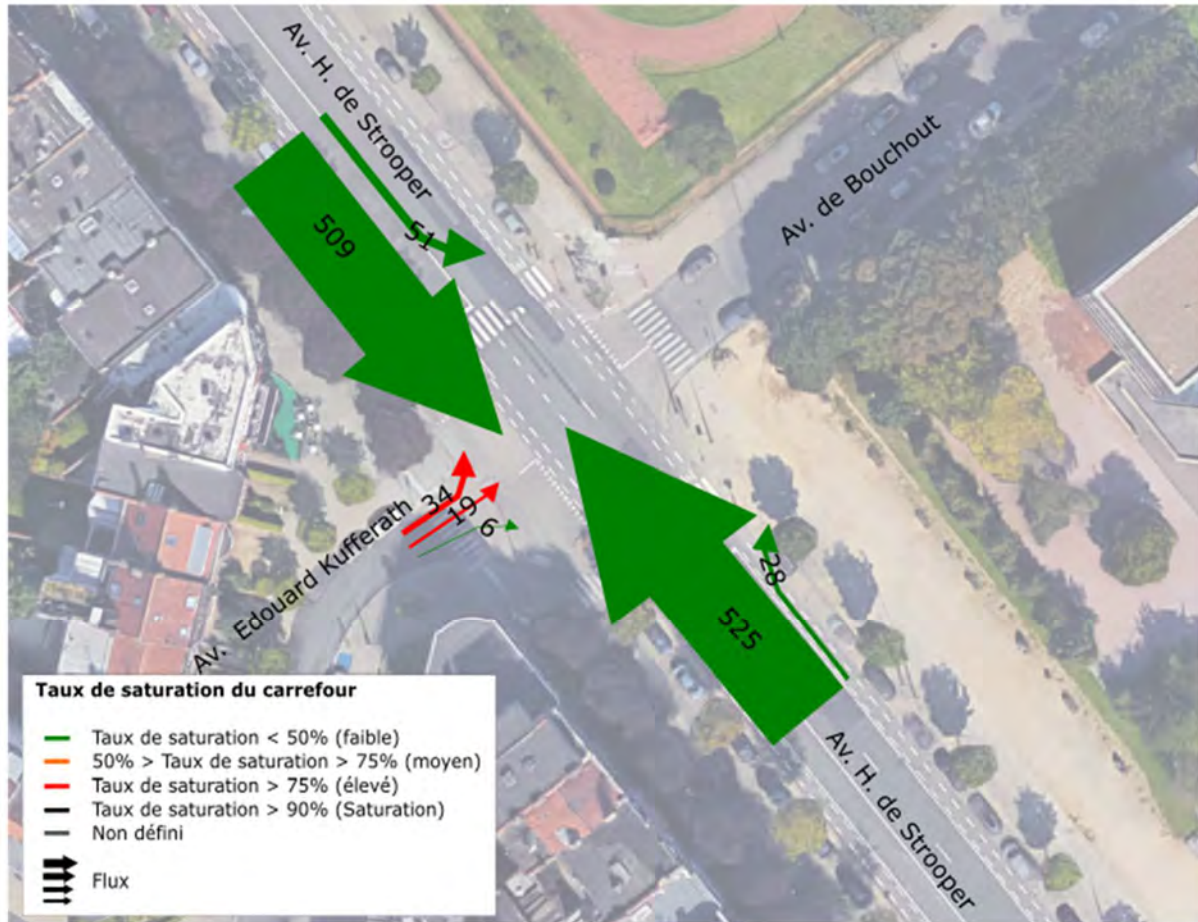 Av. H. de Strooper
Av. de Bouchout
51
509
34
19
6
Av. Edouard Kufferath
28
525
Av. H. de Strooper
Taux de saturation du carrefour
Taux de saturation < 50% (faible)
50% > Taux de saturation > 75% (moyen)
Taux de saturation > 75% (élevé)
Taux de saturation > 90% (Saturation)
Non défini
Flux